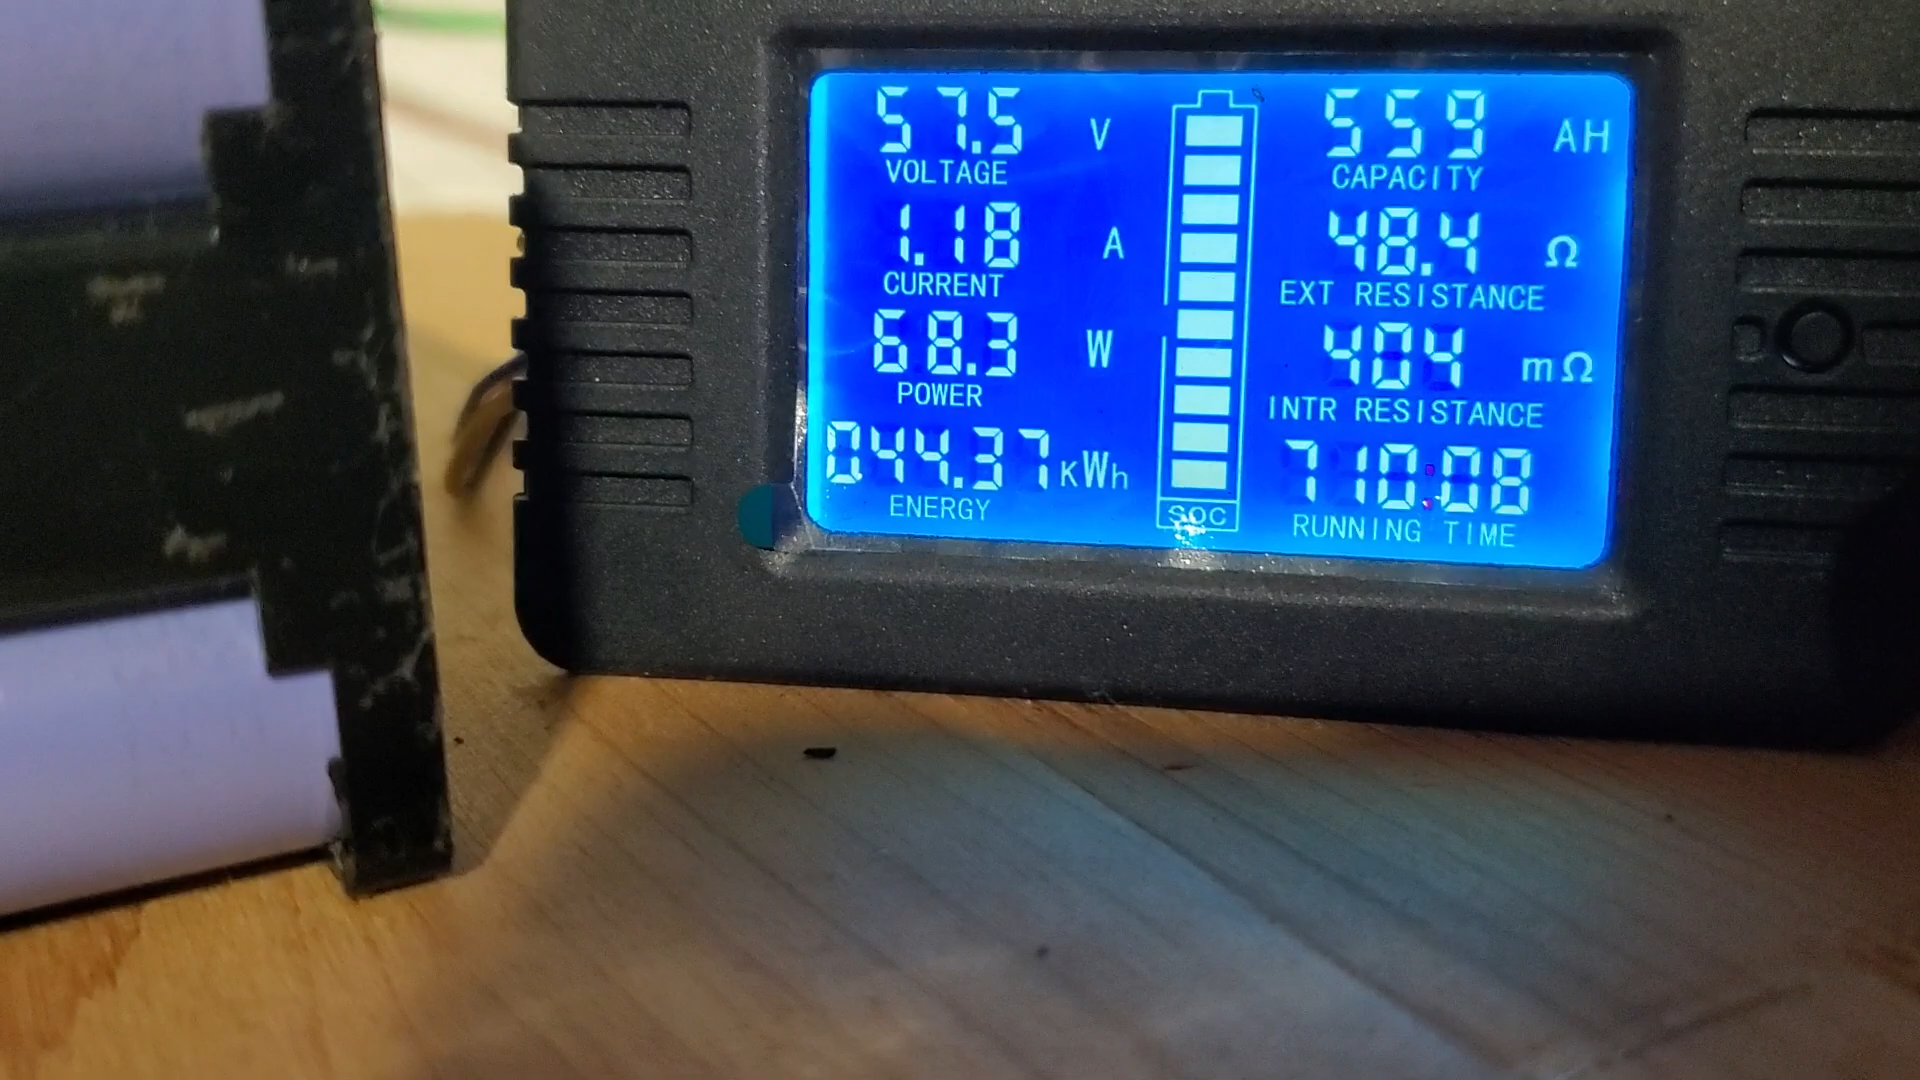 57.5 V
VOLTAGE
1.18 A
CURRENT
68.3 W
POWER
044.37 KWh
ENERGY
SOC
559 AH
CAPACITY
48.4 Ω
EXT RESISTANCE
404 mΩ
INTR RESISTANCE
710:08
RUNNING TIME